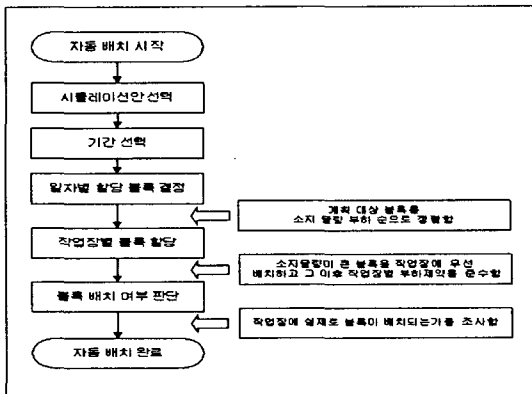 자동 배치 시작
시뮬레이션안 선택
기간 선택
일자별 할당 블록 결정
계획 대상 블록를
소지 물량 부하 순으로 정렬함
작업장별 블록 할당
소지물량이 큰 블록을 작업장에 우선
배치하고 그 이후 작업장별 부하제약를 준수함
블록 배치 여부 판단
작업장에 실제로 블록이 배치되는가를 조사함
자동 배치 완료